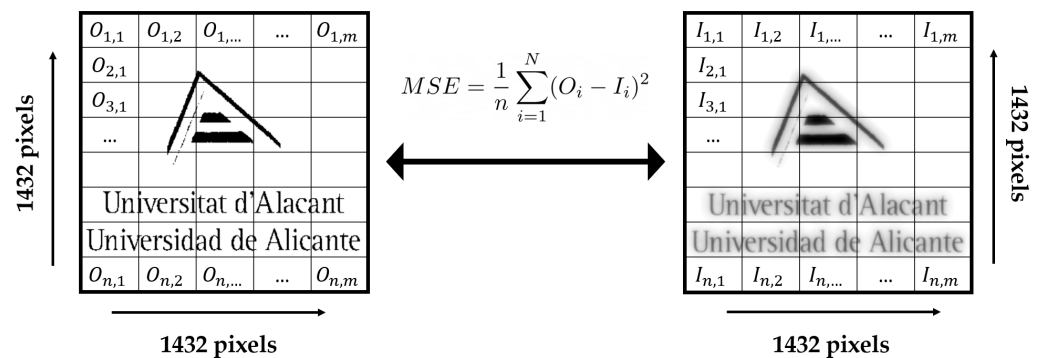 O1,1 O1,2 O1,... ... O1,m
O2,1
O3,1
...
Universitat d'Alacant
Universidad de Alicante
On,1 On,2 On,... ... On,m
1432 pixels
1432 pixels
MSE = 1/n ∑_{i=1}^{N} (Oi − Ii)²
I1,1 I1,2 I1,... ... I1,m
I2,1
I3,1
...
Universitat d'Alacant
Universidad de Alicante
In,1 In,2 In,... ... In,m
1432 pixels
1432 pixels